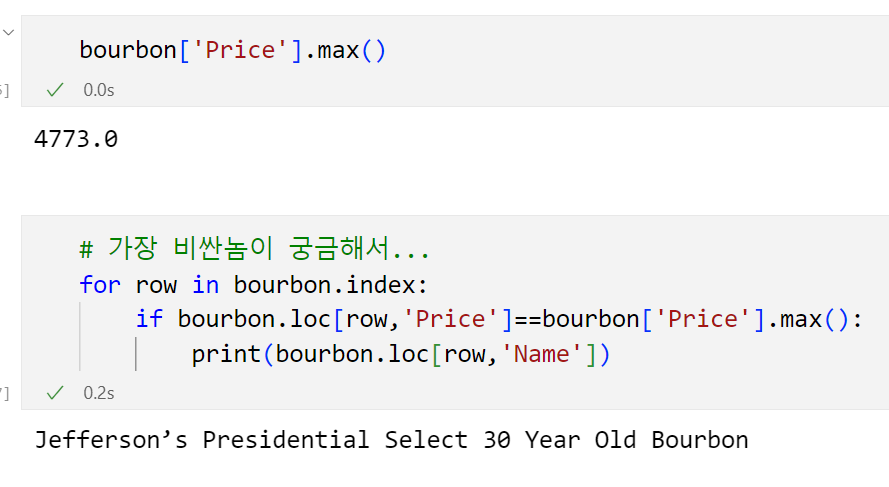 bourbon['Price'].max()
0.0s
4773.0
# 가장 비싼놈이 궁금해서...
for row in bourbon.index:
if bourbon.loc[row,'Price']==bourbon['Price'].max():
print(bourbon.loc[row,'Name'])
0.2s
Jefferson’s Presidential Select 30 Year Old Bourbon